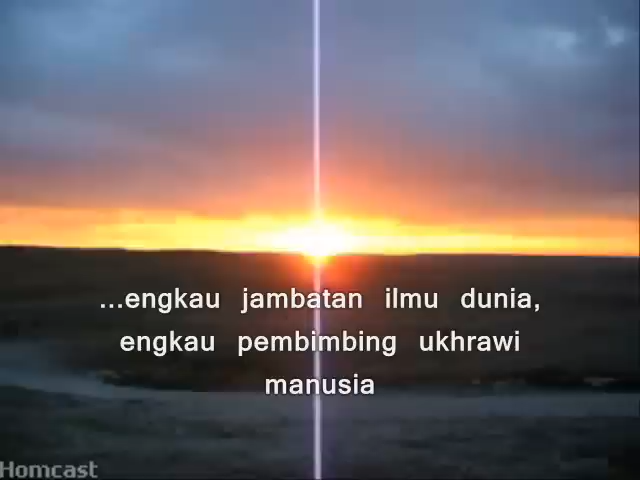 ...engkau jambatan ilmu dunia,
engkau pembimbing ukhrawi
manusia
Homcast